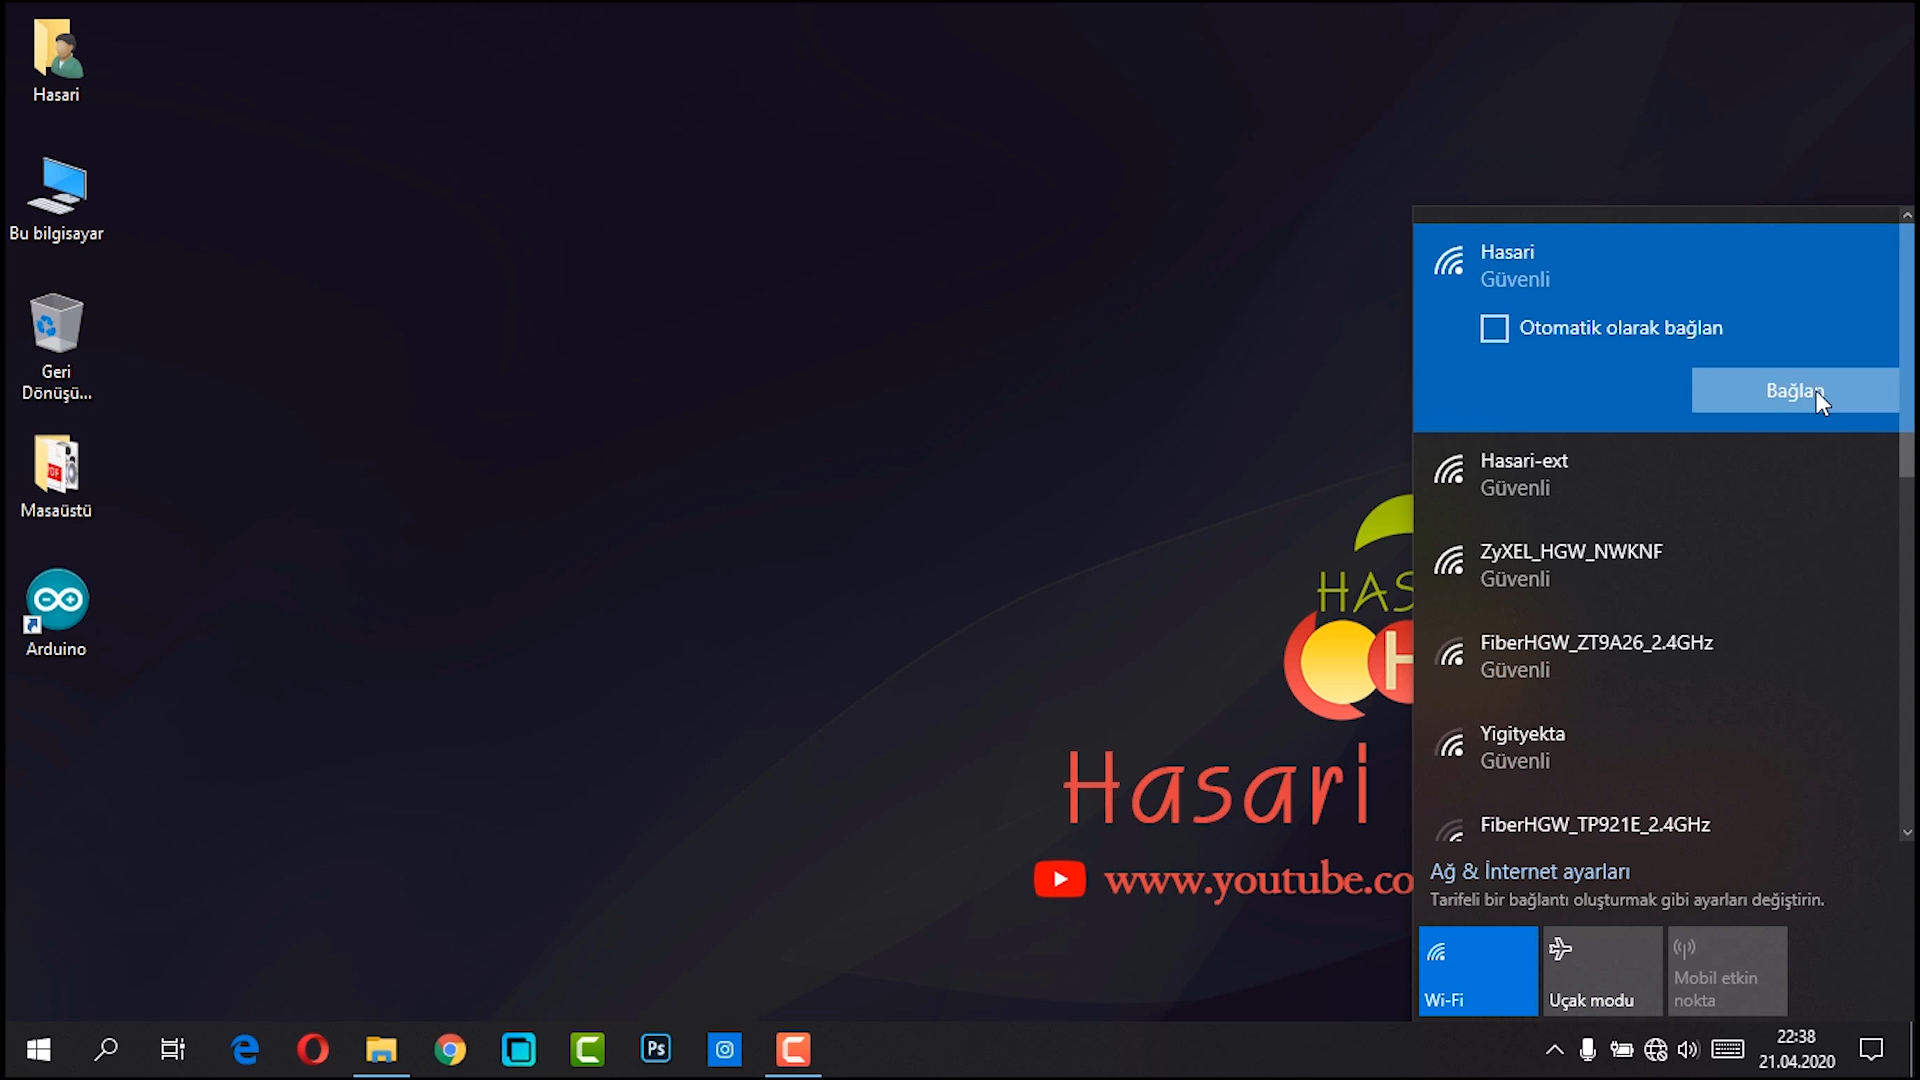 Hasari
Bu bilgisayar
Geri
Dönüşü...
Masaüstü
Arduino
HAS
H
Hasari
www.youtube.co
Hasari
Güvenli
Otomatik olarak bağlan
Bağlan
Hasari-ext
Güvenli
ZyXEL_HGW_NWKNF
Güvenli
FiberHGW_ZT9A26_2.4GHz
Güvenli
Yigityekta
Güvenli
FiberHGW_TP921E_2.4GHz
Ağ & İnternet ayarları
Tarifeli bir bağlantı oluşturmak gibi ayarları değiştirin.
Wi-Fi
Uçak modu
Mobil etkin
nokta
Ps
22:38
21.04.2020